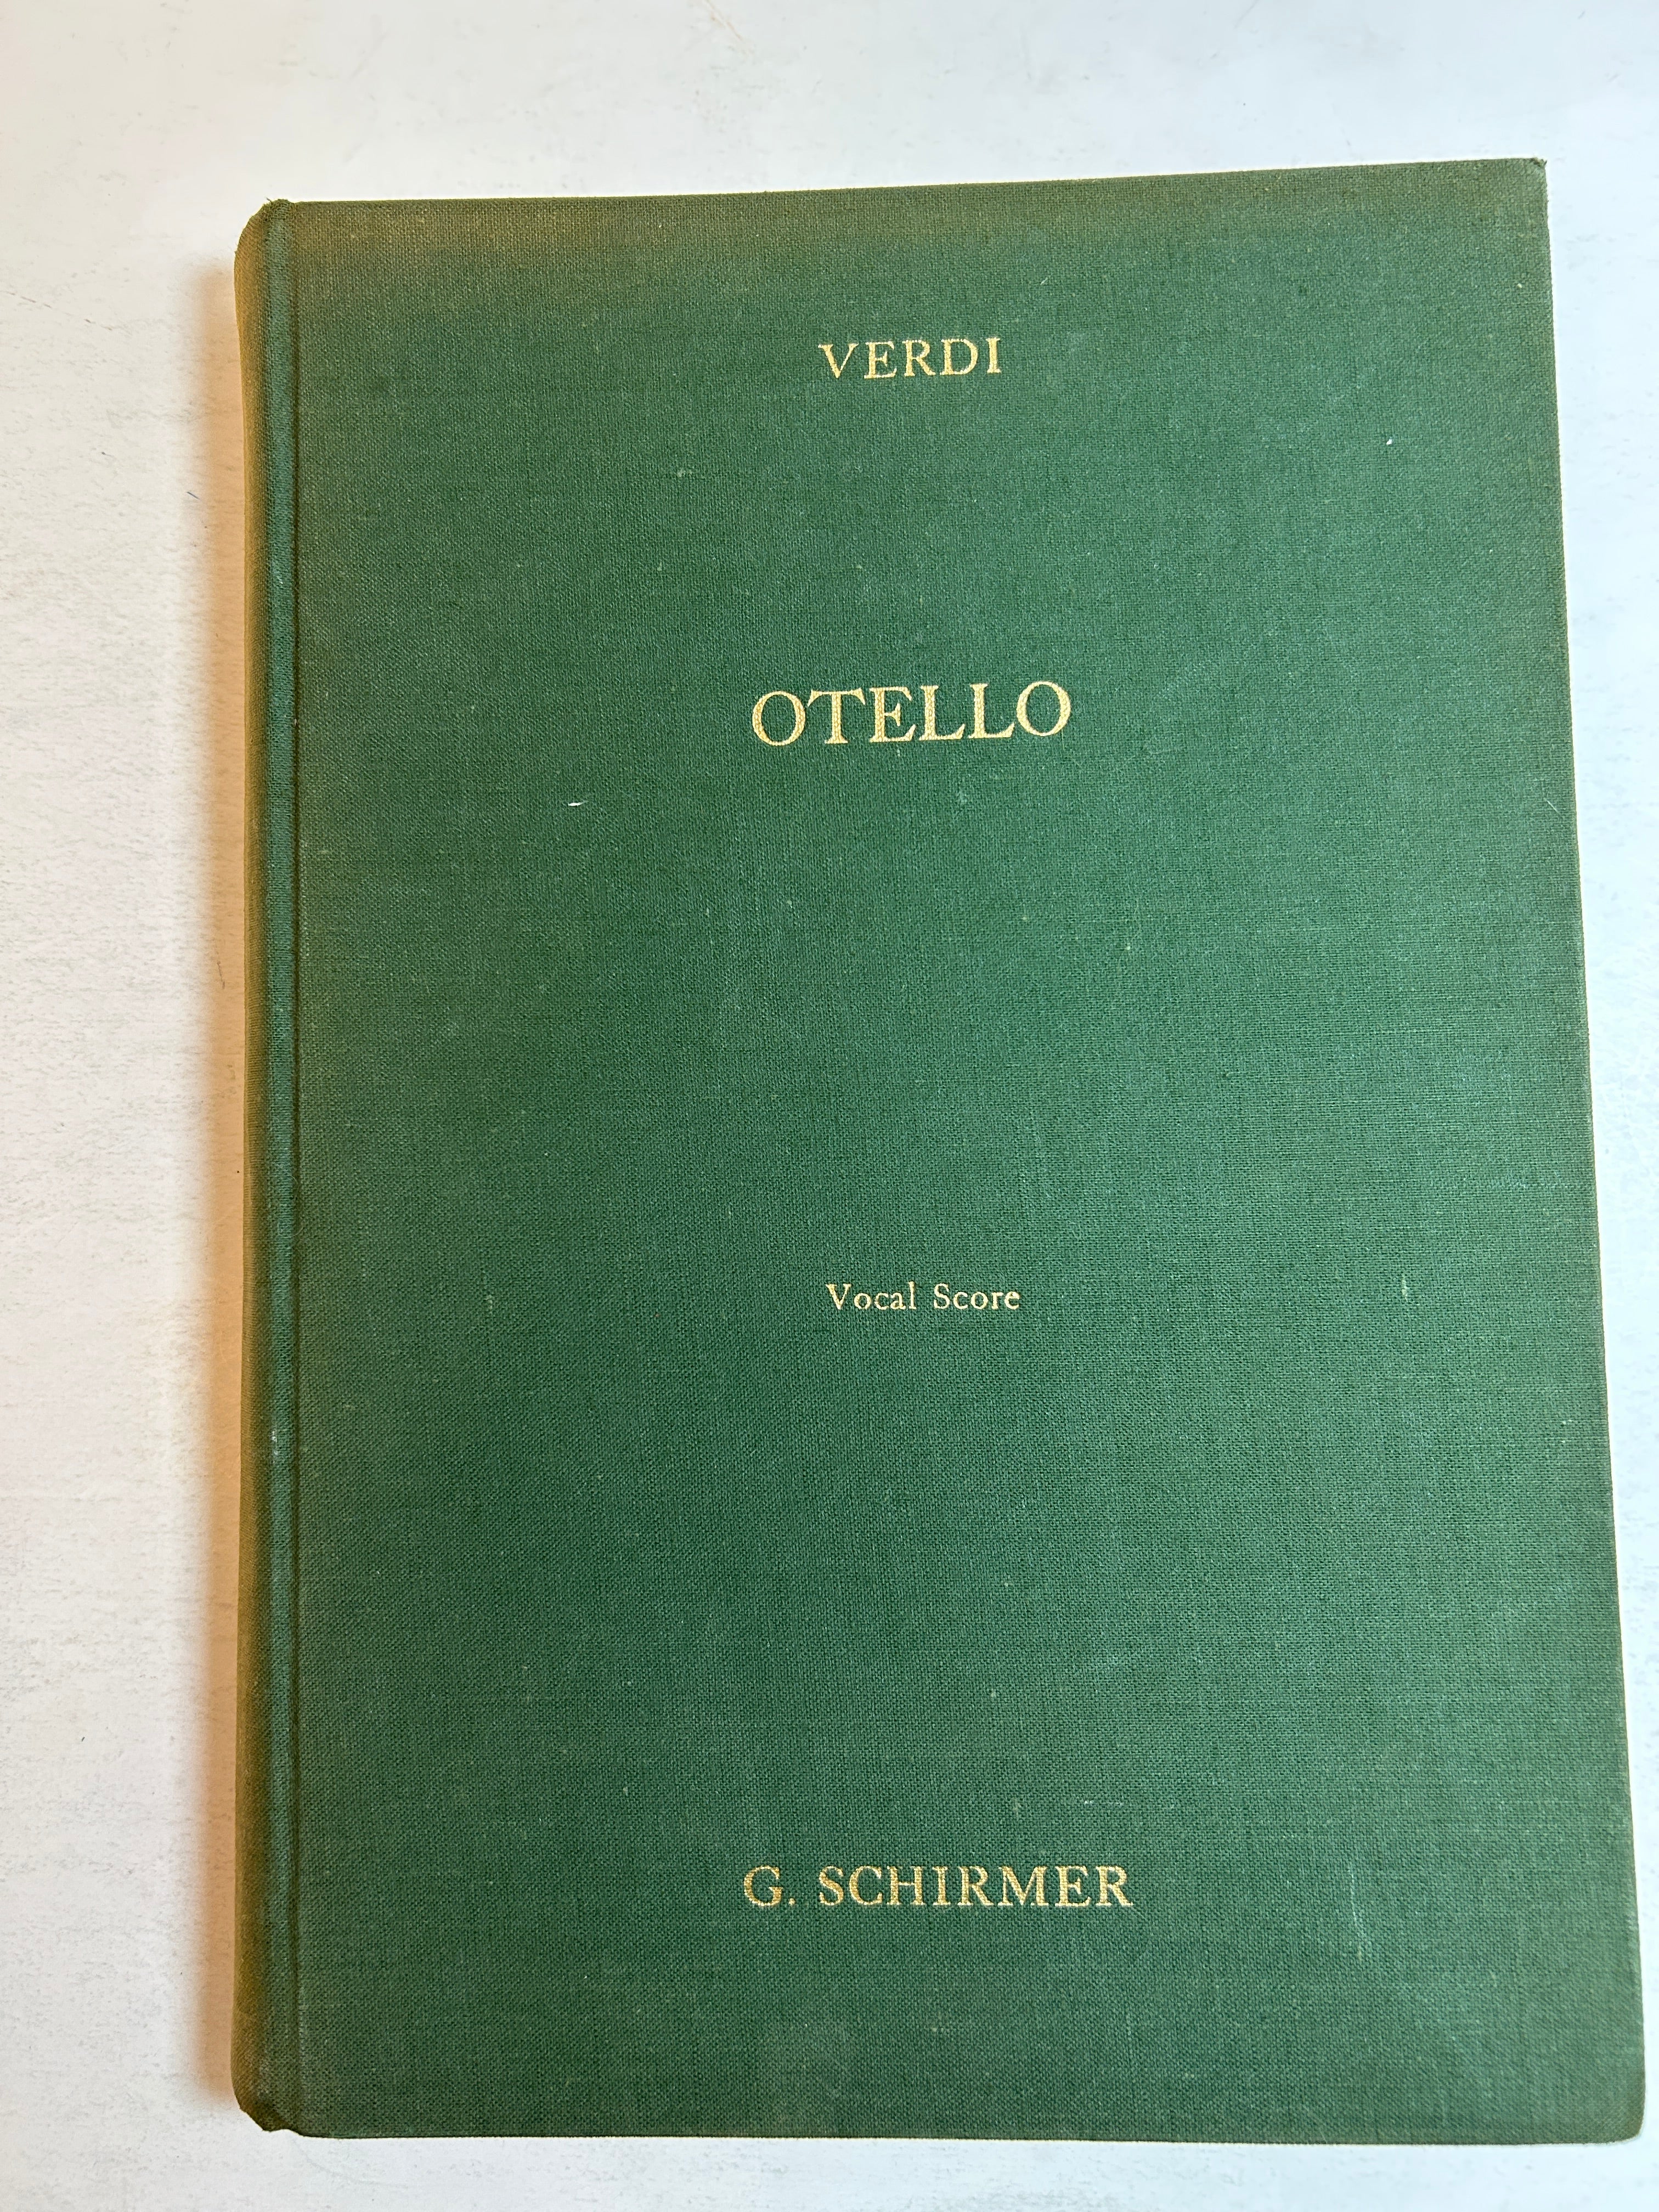 VERDI
OTELLO
Vocal Score
G. SCHIRMER